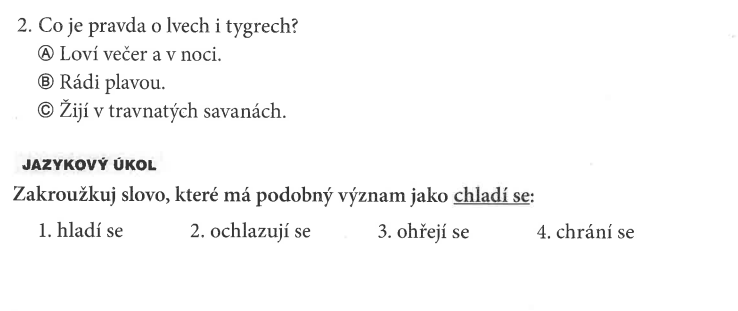 2. Co je pravda o lvech i tygrech?
Ⓐ Loví večer a v noci.
Ⓑ Rádi plavou.
Ⓒ Žijí v travnatých savanách.
JAZYKOVÝ ÚKOL
Zakroužkuj slovo, které má podobný význam jako chladí se:
1. hladí se 2. ochlazují se 3. ohřejí se 4. chrání se